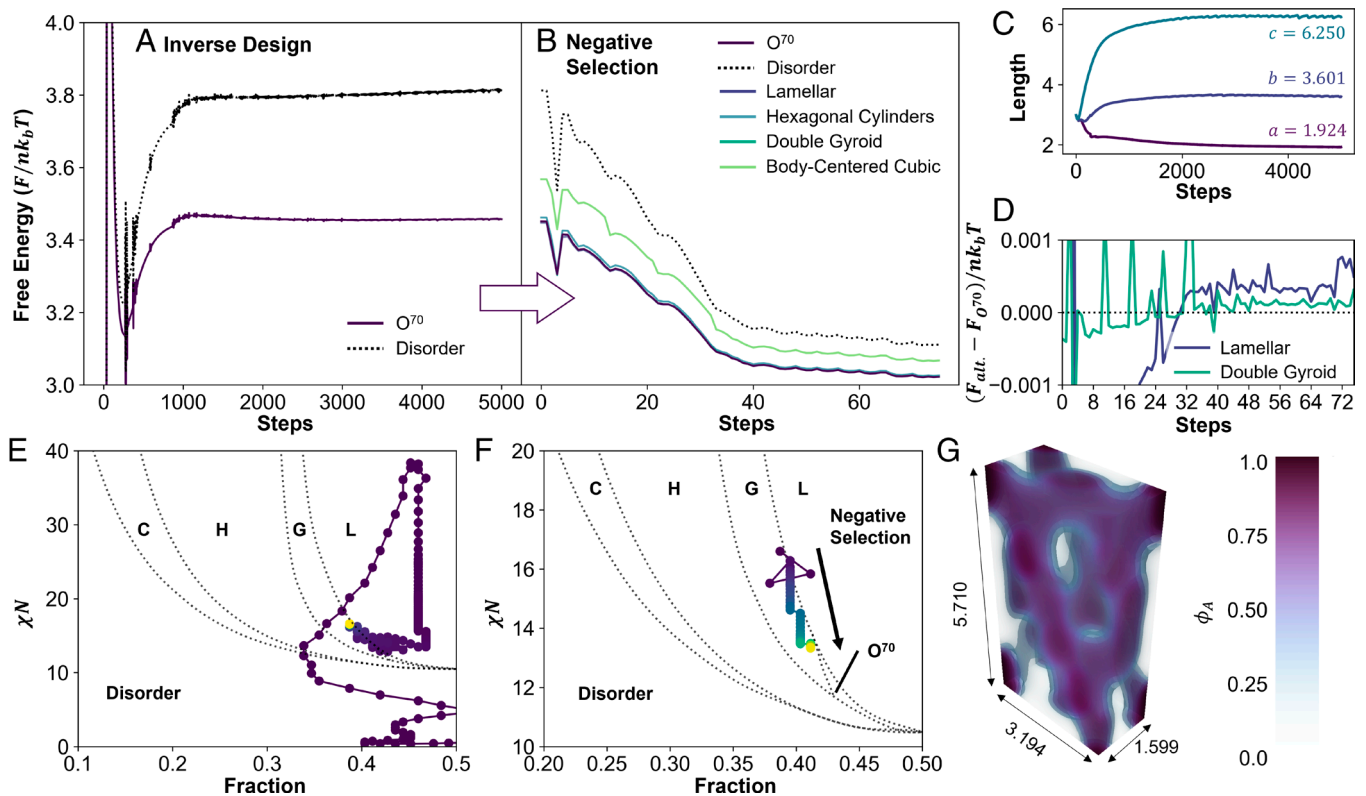 A Inverse Design
Free Energy (F/nk_bT)
4.0
3.8
3.6
3.4
3.2
3.0
O⁷⁰
Disorder
0
1000
2000
3000
4000
5000
Steps
B Negative
Selection
O⁷⁰
Disorder
Lamellar
Hexagonal Cylinders
Double Gyroid
Body-Centered Cubic
0
20
40
60
Steps
C
Length
6
4
2
c = 6.250
b = 3.601
a = 1.924
0
2000
4000
Steps
D
(F_alt. − F_O⁷⁰)/nk_bT
0.001
0.000
−0.001
Lamellar
Double Gyroid
0 8 16 24 32 40 48 56 64 72
Steps
E
χN
40
30
20
10
0
C
H
G
L
Disorder
0.1
0.2
0.3
0.4
0.5
Fraction
F
χN
20
18
16
14
12
10
C
H
G
L
Negative
Selection
O⁷⁰
Disorder
0.20
0.25
0.30
0.35
0.40
0.45
0.50
Fraction
G
5.710
3.194
1.599
ϕ_A
1.0
0.75
0.50
0.25
0.0